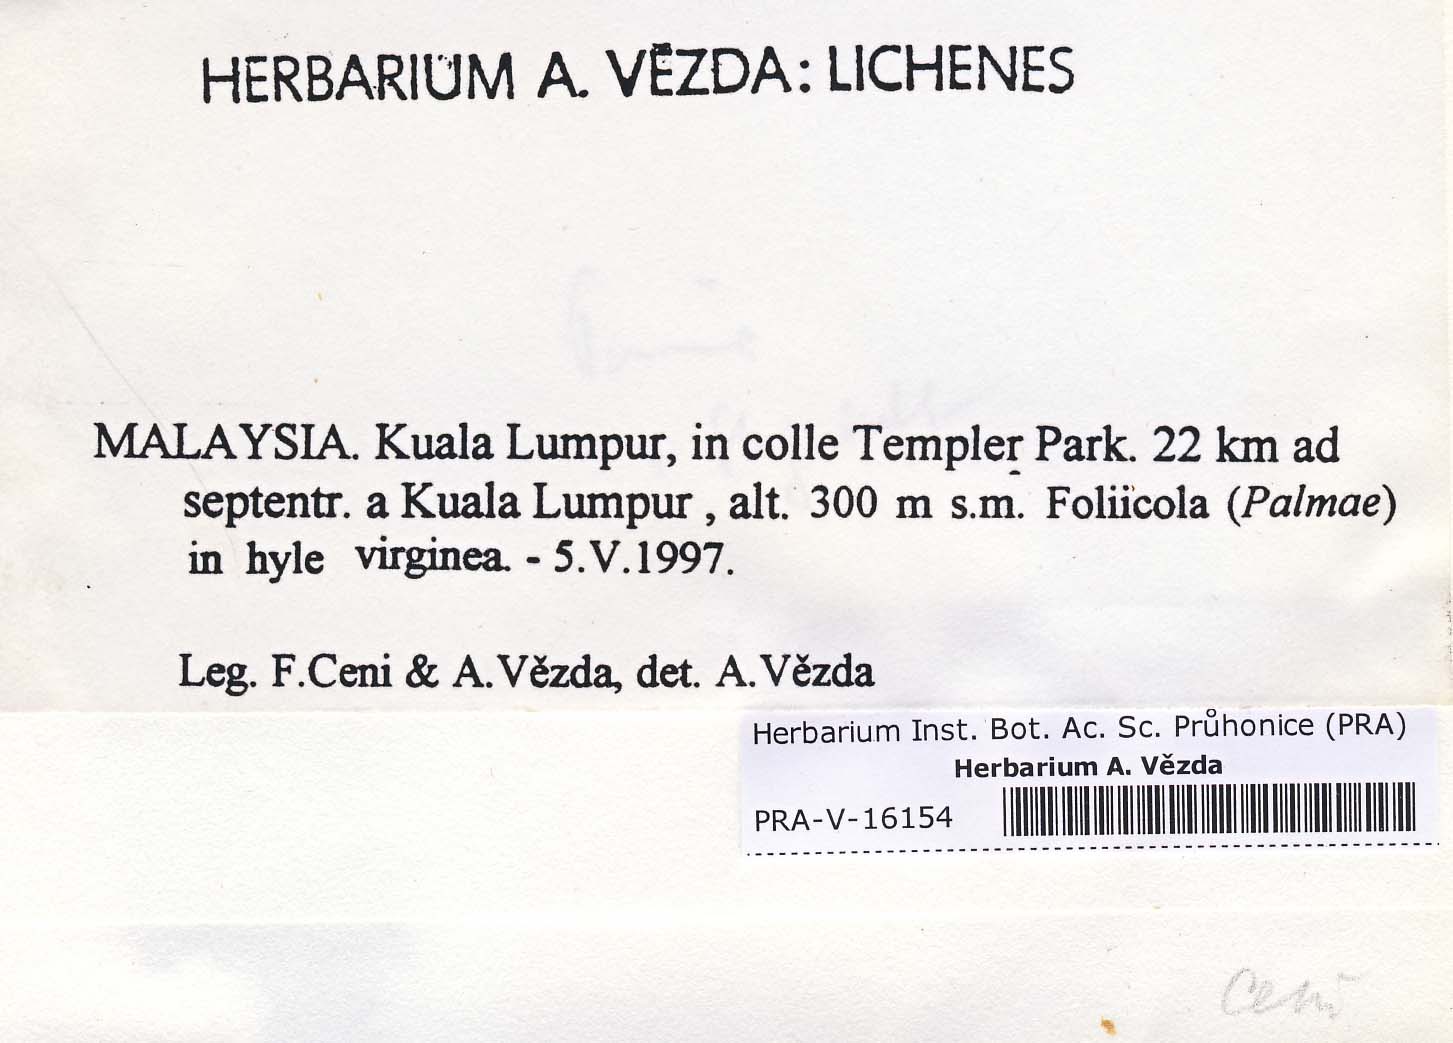 HERBARIUM A. VĚZDA: LICHENES
MALAYSIA. Kuala Lumpur, in colle Templer Park. 22 km ad
septentr. a Kuala Lumpur , alt. 300 m s.m. Foliicola (Palmae)
in hyle virginea. - 5.V.1997.
Leg. F.Ceni & A.Vězda, det. A.Vězda
Herbarium Inst. Bot. Ac. Sc. Průhonice (PRA)
Herbarium A. Vězda
PRA-V-16154